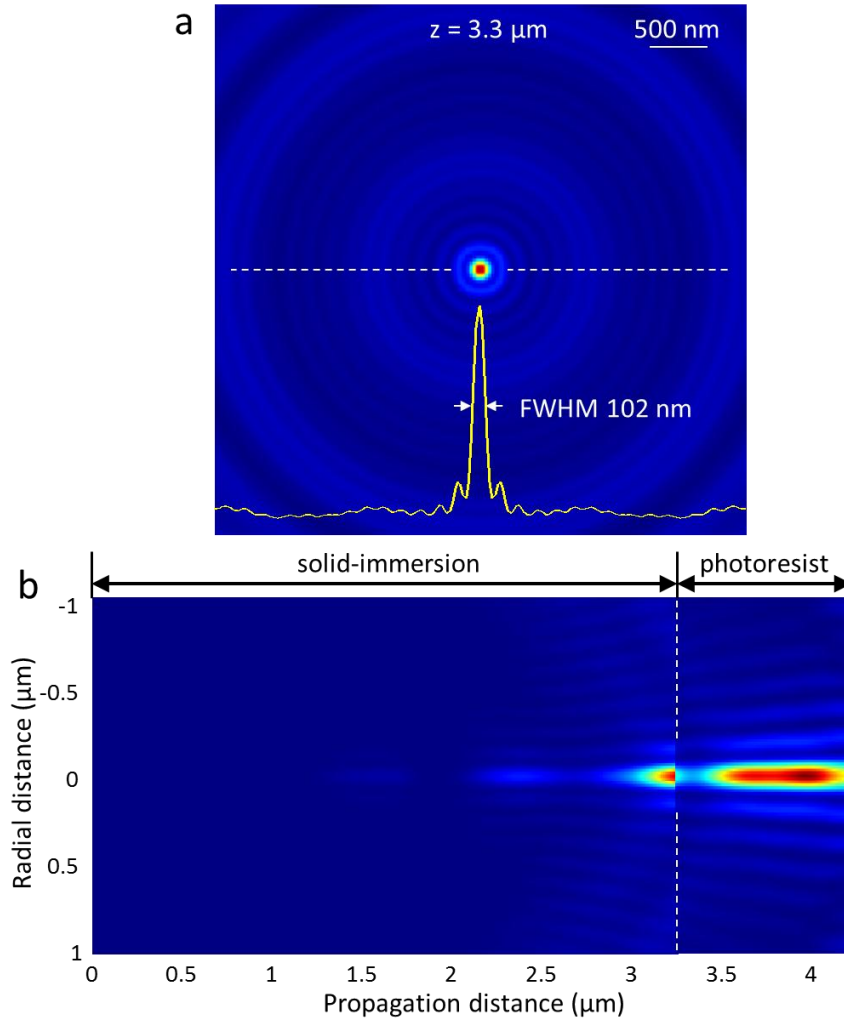 a
z = 3.3 µm
500 nm
FWHM 102 nm
b
solid-immersion
photoresist
-1
-0.5
0
0.5
1
Radial distance (µm)
0
0.5
1
1.5
2
2.5
3
3.5
4
Propagation distance (µm)